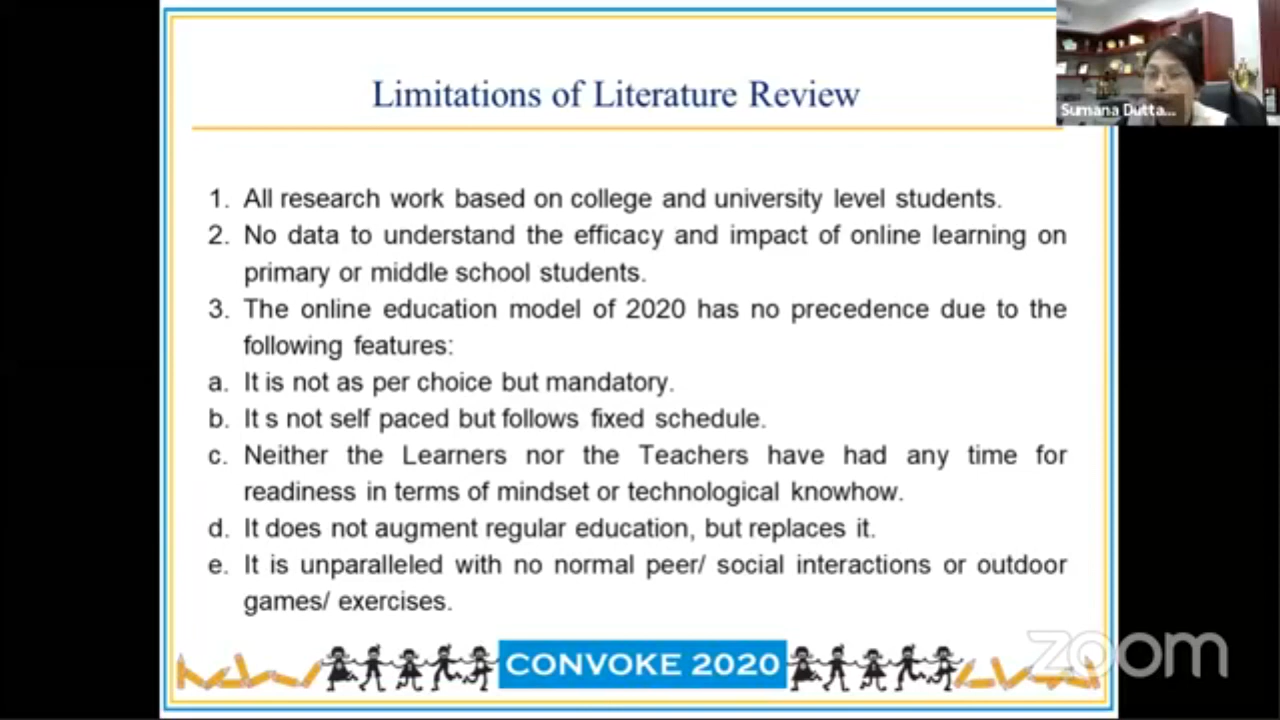 Limitations of Literature Review
Sumana Dutta...
1. All research work based on college and university level students.
2. No data to understand the efficacy and impact of online learning on
primary or middle school students.
3. The online education model of 2020 has no precedence due to the
following features:
a. It is not as per choice but mandatory.
b. It s not self paced but follows fixed schedule.
c. Neither the Learners nor the Teachers have had any time for
readiness in terms of mindset or technological knowhow.
d. It does not augment regular education, but replaces it.
e. It is unparalleled with no normal peer/ social interactions or outdoor
games/ exercises.
CONVOKE 2020
zoom